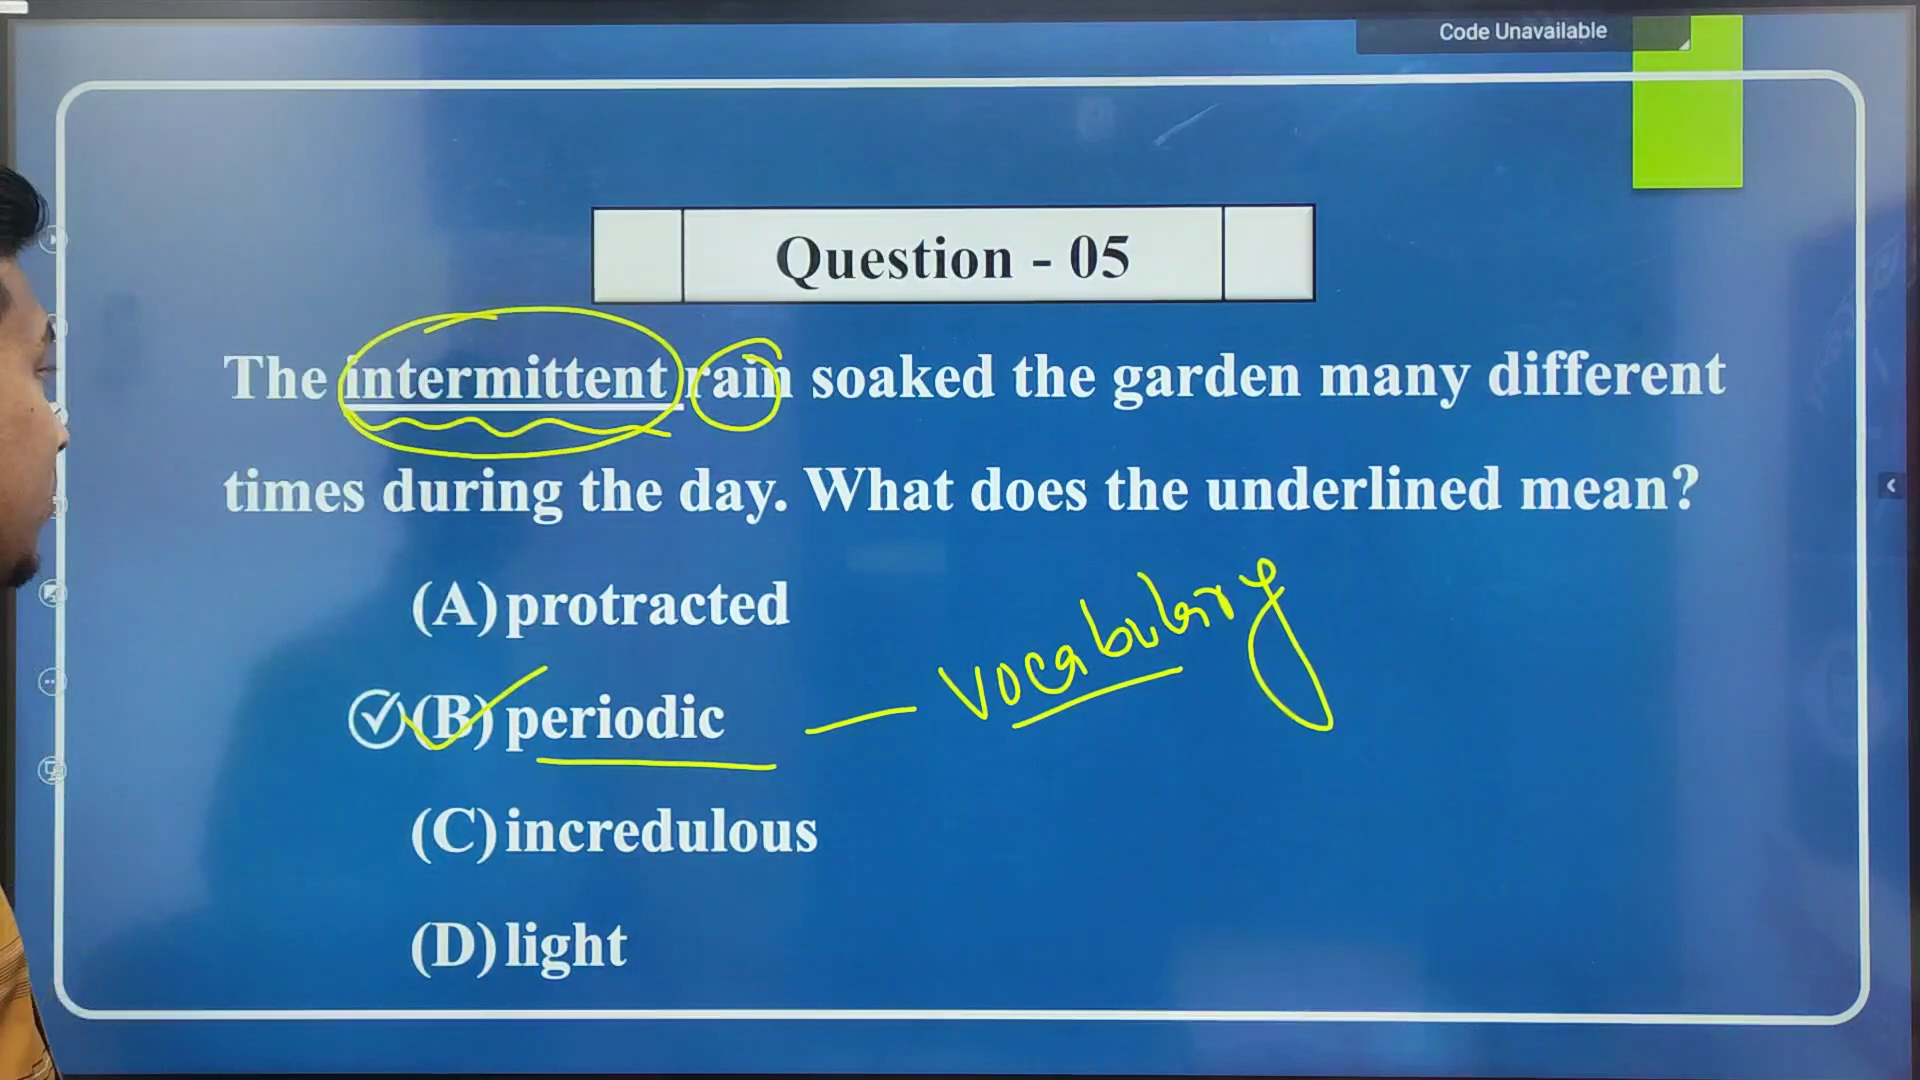 Code Unavailable
Question - 05
The intermittent rain soaked the garden many different
times during the day. What does the underlined mean?
(A) protracted
(B) periodic
vocabulary
(C) incredulous
(D) light